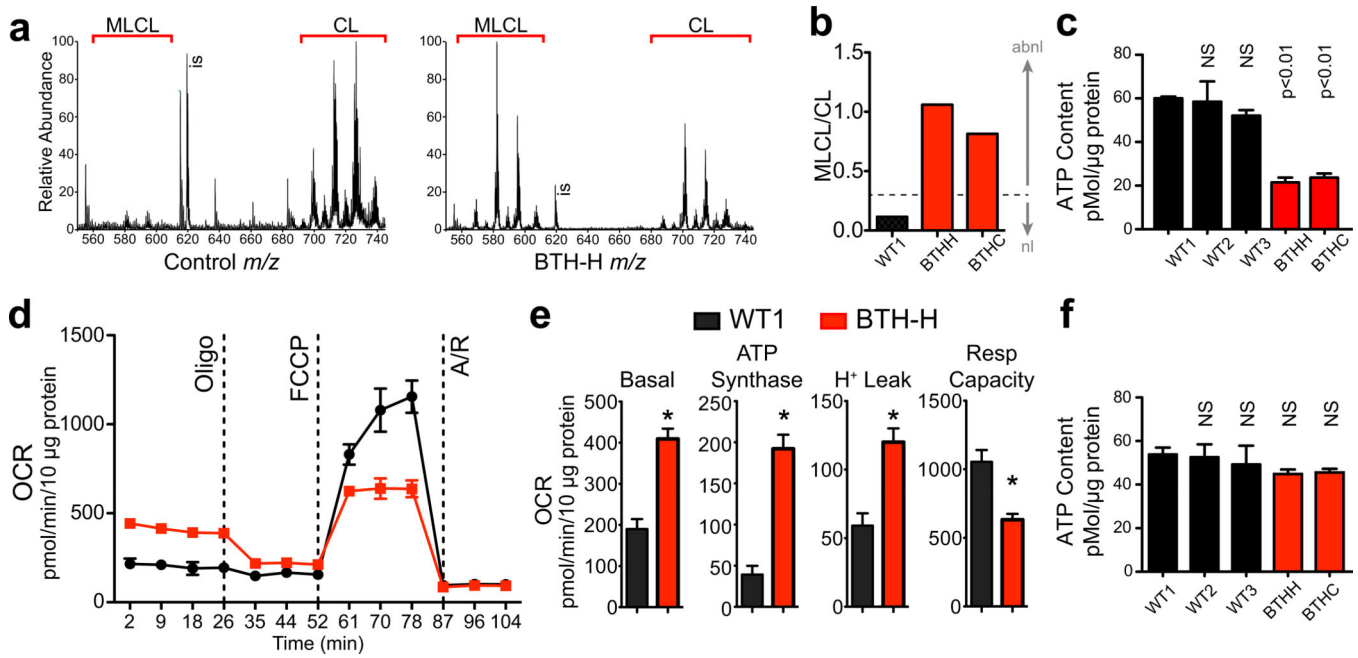 a
MLCL
CL
MLCL
CL
Relative Abundance
100
80
60
40
20
0
is
560 580 600 620 640 660 680 700 720 740
Control m/z
100
80
60
40
20
0
is
560 580 600 620 640 660 680 700 720 740
BTH-H m/z
b
MLCL/CL
1.5
1.0
0.5
0.0
abnl
nl
WT1 BTHH BTHC
c
ATP Content
pMol/µg protein
80
60
40
20
0
NS NS p<0.01 p<0.01
WT1 WT2 WT3 BTHH BTHC
d
OCR
pmol/min/10 µg protein
1500
1000
500
0
Oligo
FCCP
A/R
2 9 18 26 35 44 52 61 70 78 87 96 104
Time (min)
e
WT1 BTH-H
OCR
pmol/min/10 µg protein
Basal
500
400
300
200
100
0
*
ATP
Synthase
250
200
150
100
50
0
*
H+ Leak
150
100
50
0
*
Resp
Capacity
1500
1000
500
0
*
f
ATP Content
pMol/µg protein
80
60
40
20
0
NS NS NS NS
WT1 WT2 WT3 BTHH BTHC